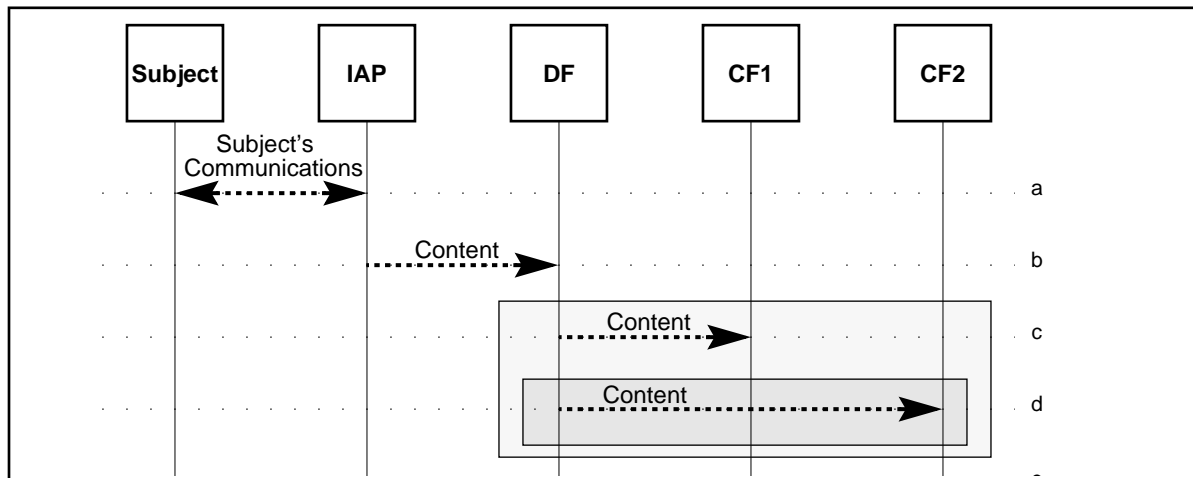 Subject IAP DF CF1 CF2
Subject's
Communications
a
Content
b
Content
c
Content
d